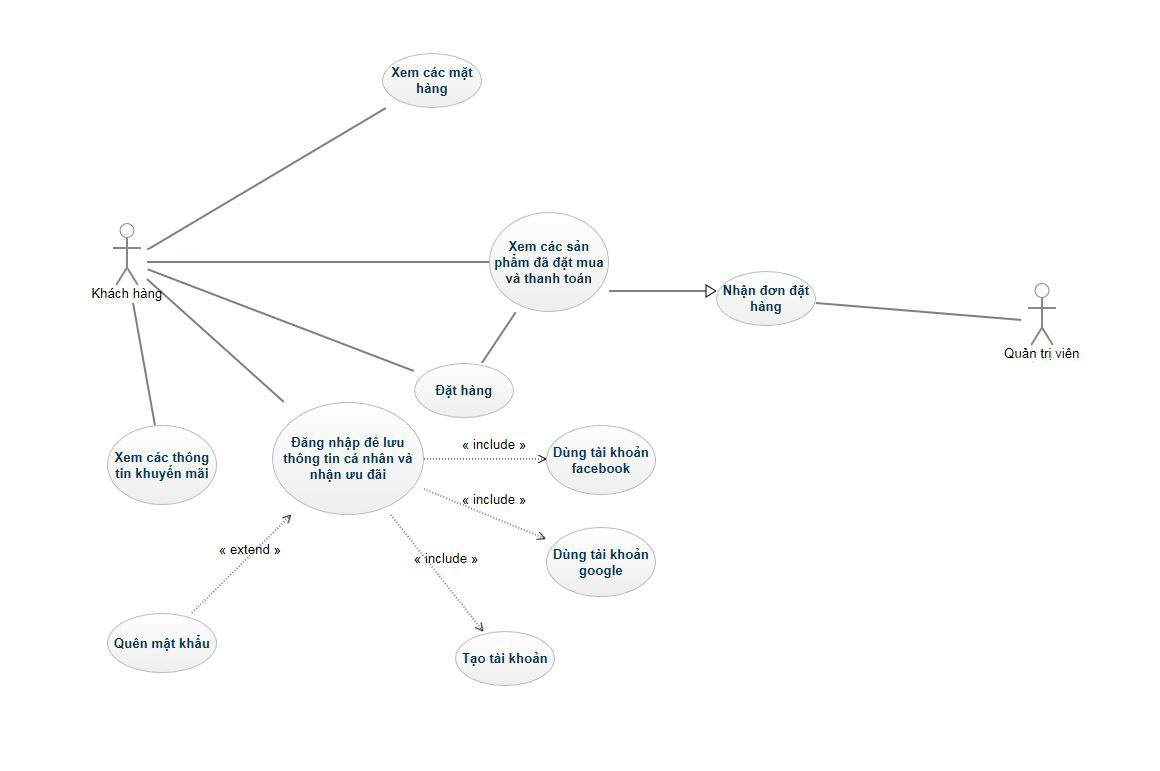 Xem các mặt
hàng
Xem các sản
phẩm đã đặt mua
và thanh toán
Nhận đơn đặt
hàng
Khách hàng
Quản trị viên
Đặt hàng
Xem các thông
tin khuyến mãi
Đăng nhập để lưu
thông tin cá nhân và
nhận ưu đãi
« include »
Dùng tài khoản
facebook
« include »
Dùng tài khoản
google
« extend »
« include »
Quên mật khẩu
Tạo tài khoản